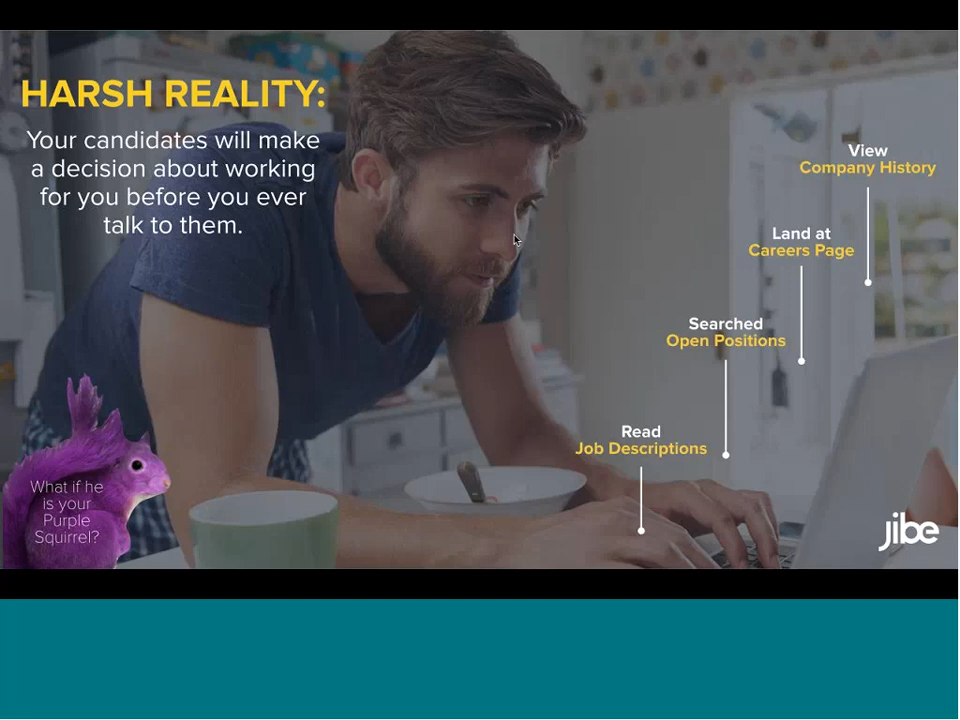 HARSH REALITY:
Your candidates will make
a decision about working
for you before you ever
talk to them.
View
Company History
Land at
Careers Page
Searched
Open Positions
Read
Job Descriptions
What if he
is your
Purple
Squirrel?
jibe